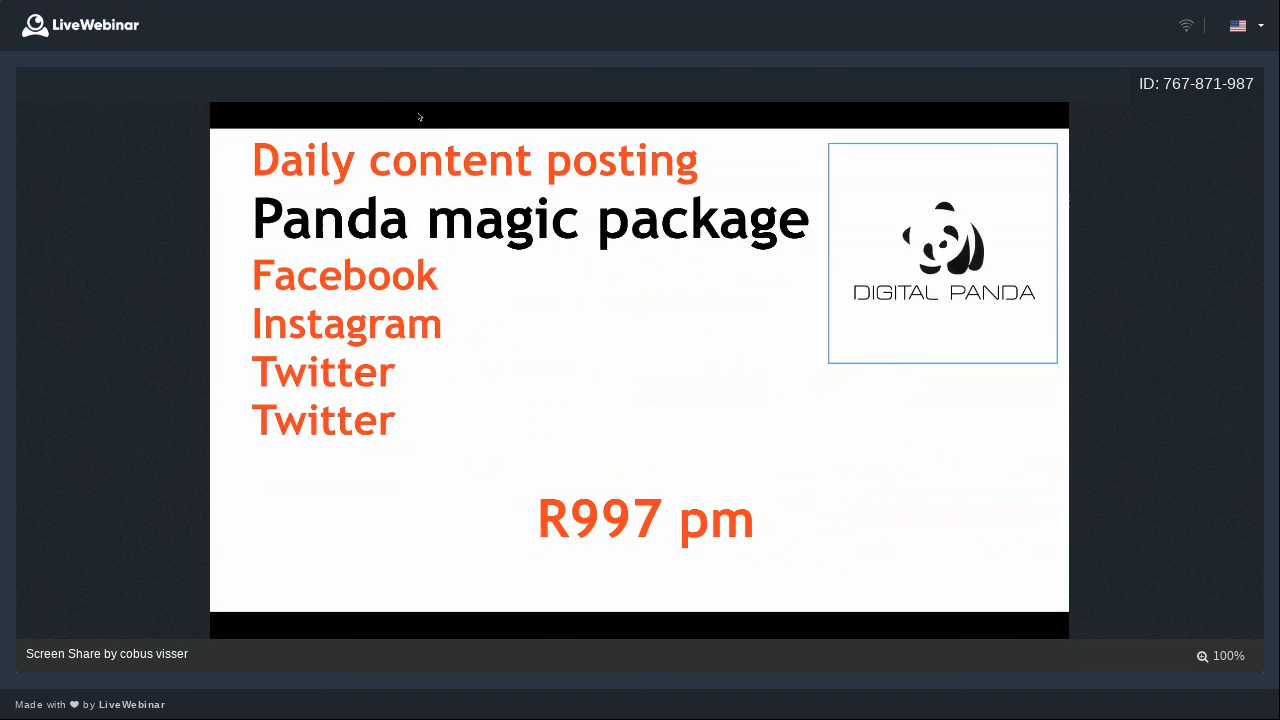 LiveWebinar
ID: 767-871-987
Daily content posting
Panda magic package
Facebook
Instagram
Twitter
Twitter
DIGITAL PANDA
R997 pm
Screen Share by cobus visser
100%
Made with ❤ by LiveWebinar